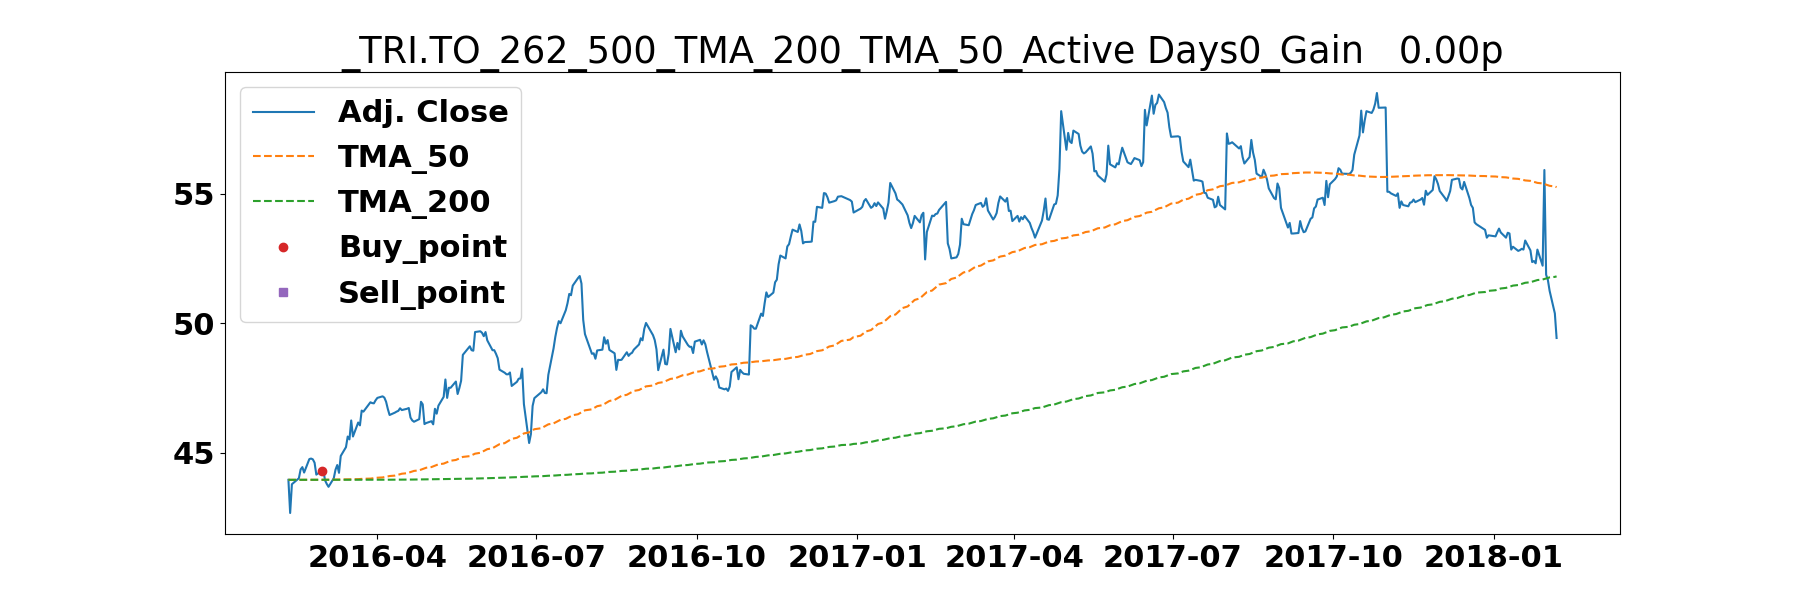 _TRI.TO_262_500_TMA_200_TMA_50_Active Days0_Gain   0.00p
Adj. Close
TMA_50
TMA_200
Buy_point
Sell_point
55
50
45
2016-04 2016-07 2016-10 2017-01 2017-04 2017-07 2017-10 2018-01